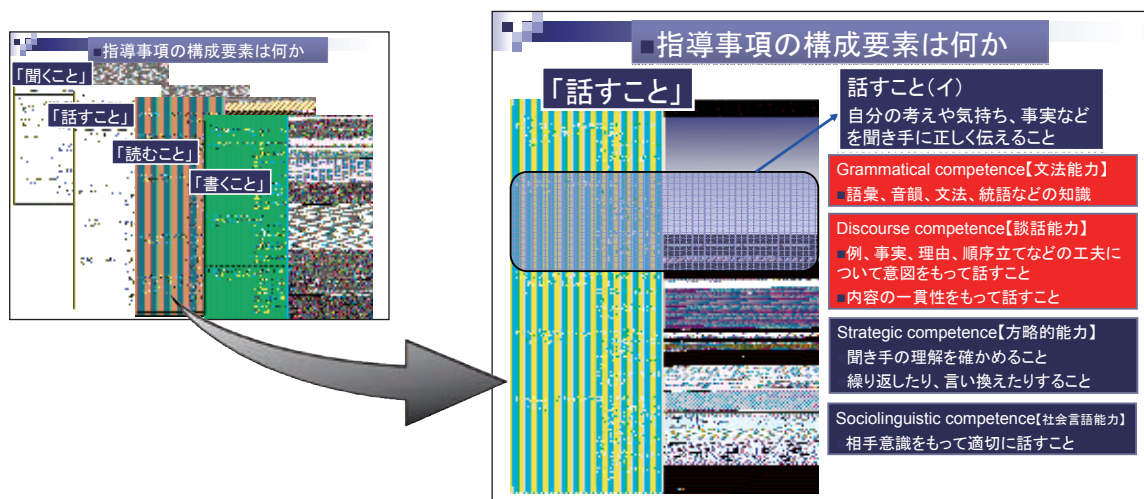 ■指導事項の構成要素は何か
「聞くこと」
「話すこと」
「読むこと」
「書くこと」
■指導事項の構成要素は何か
「話すこと」
話すこと(イ)
自分の考えや気持ち、事実など
を聞き手に正しく伝えること
Grammatical competence【文法能力】
■語彙、音韻、文法、統語などの知識
Discourse competence【談話能力】
■例、事実、理由、順序立てなどの工夫に
ついて意図をもって話すこと
■内容の一貫性をもって話すこと
Strategic competence【方略的能力】
聞き手の理解を確かめること
繰り返したり、言い換えたりすること
Sociolinguistic competence【社会言語能力】
相手意識をもって適切に話すこと